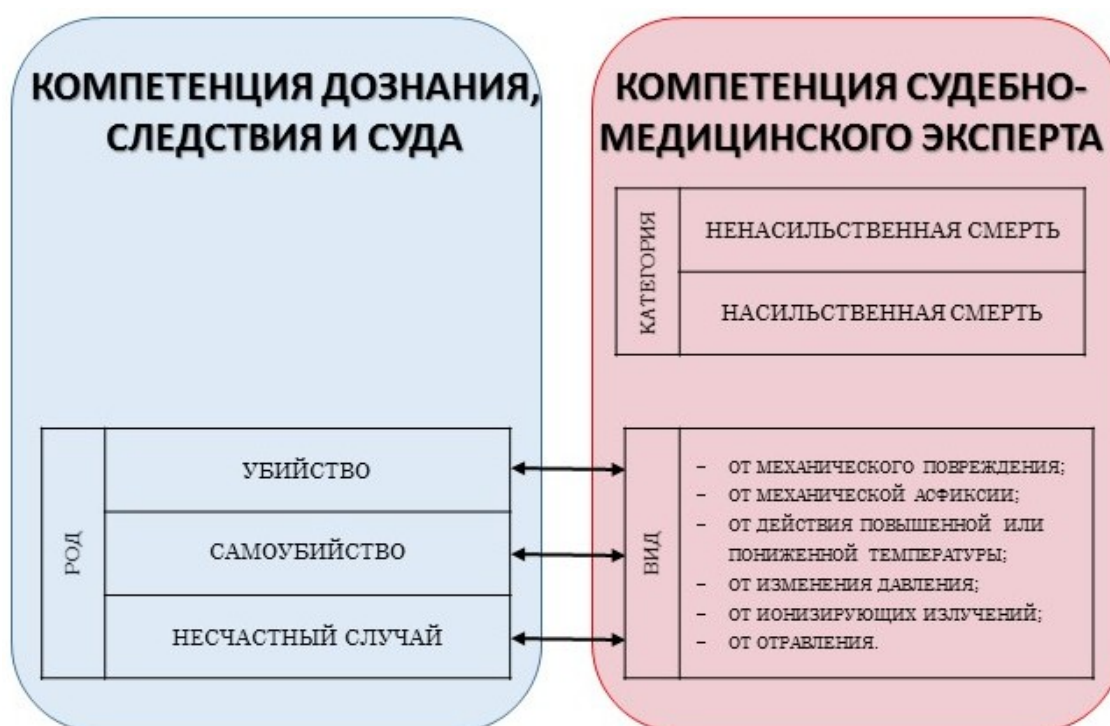 КОМПЕТЕНЦИЯ ДОЗНАНИЯ,
СЛЕДСТВИЯ И СУДА
РОД
УБИЙСТВО
САМОУБИЙСТВО
НЕСЧАСТНЫЙ СЛУЧАЙ
КОМПЕТЕНЦИЯ СУДЕБНО-
МЕДИЦИНСКОГО ЭКСПЕРТА
КАТЕГОРИЯ
НЕНАСИЛЬСТВЕННАЯ СМЕРТЬ
НАСИЛЬСТВЕННАЯ СМЕРТЬ
ВИД
– ОТ МЕХАНИЧЕСКОГО ПОВРЕЖДЕНИЯ;
– ОТ МЕХАНИЧЕСКОЙ АСФИКСИИ;
– ОТ ДЕЙСТВИЯ ПОВЫШЕННОЙ ИЛИ
ПОНИЖЕННОЙ ТЕМПЕРАТУРЫ;
– ОТ ИЗМЕНЕНИЯ ДАВЛЕНИЯ;
– ОТ ИОНИЗИРУЮЩИХ ИЗЛУЧЕНИЙ;
– ОТ ОТРАВЛЕНИЯ.